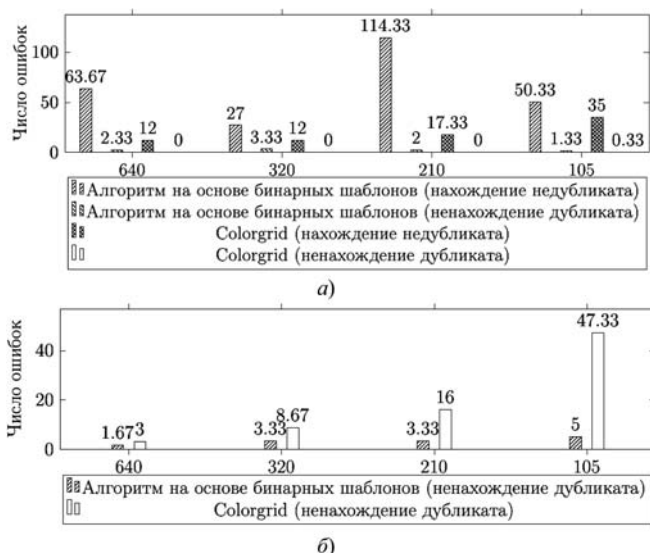 Число ошибок
100
50
0
63.67
2.33
12
0
27
3.33
12
0
114.33
2
17.33
0
50.33
1.33
35
0.33
640 320 210 105
Алгоритм на основе бинарных шаблонов (нахождение недубликата)
Алгоритм на основе бинарных шаблонов (ненахождение дубликата)
Colorgrid (нахождение недубликата)
Colorgrid (ненахождение дубликата)
а)
Число ошибок
40
20
0
1.67
3
3.33
8.67
3.33
16
5
47.33
640 320 210 105
Алгоритм на основе бинарных шаблонов (ненахождение дубликата)
Colorgrid (ненахождение дубликата)
б)